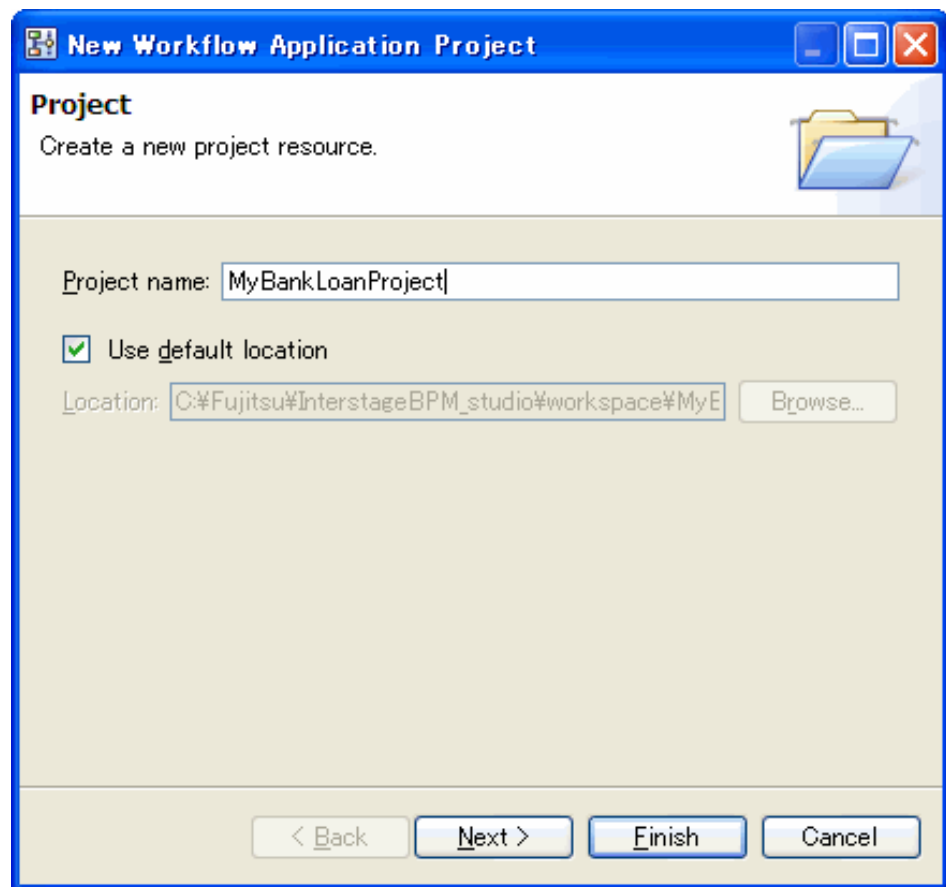 New Workflow Application Project
Project
Create a new project resource.
Project name: MyBankLoanProject
Use default location
Location: C:¥Fujitsu¥InterstageBPM_studio¥workspace¥MyE Browse...
< Back Next > Finish Cancel